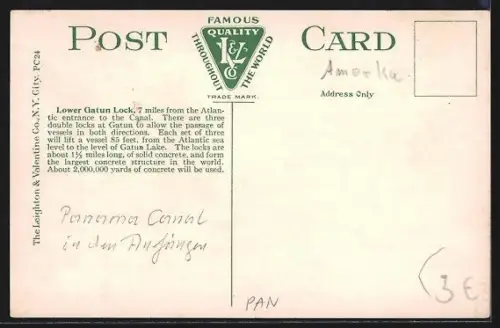 POST CARD
FAMOUS
QUALITY
THROUGHOUT THE WORLD
L & V Co
TRADE MARK.
Amerika
Address Only
Lower Gatun Lock, 7 miles from the Atlan-
tic entrance to the Canal. There are three
double locks at Gatun to allow the passage of
vessels in both directions. Each set of three
will lift a vessel 85 feet, from the Atlantic sea
level to the level of Gatun Lake. The locks are
about 1½ miles long, of solid concrete, and form
the largest concrete structure in the world.
About 2,000,000 yards of concrete will be used.
The Leighton & Valentine Co., N.Y. City. PC24
Panama Canal
in den Anfängen
PAN
3 E